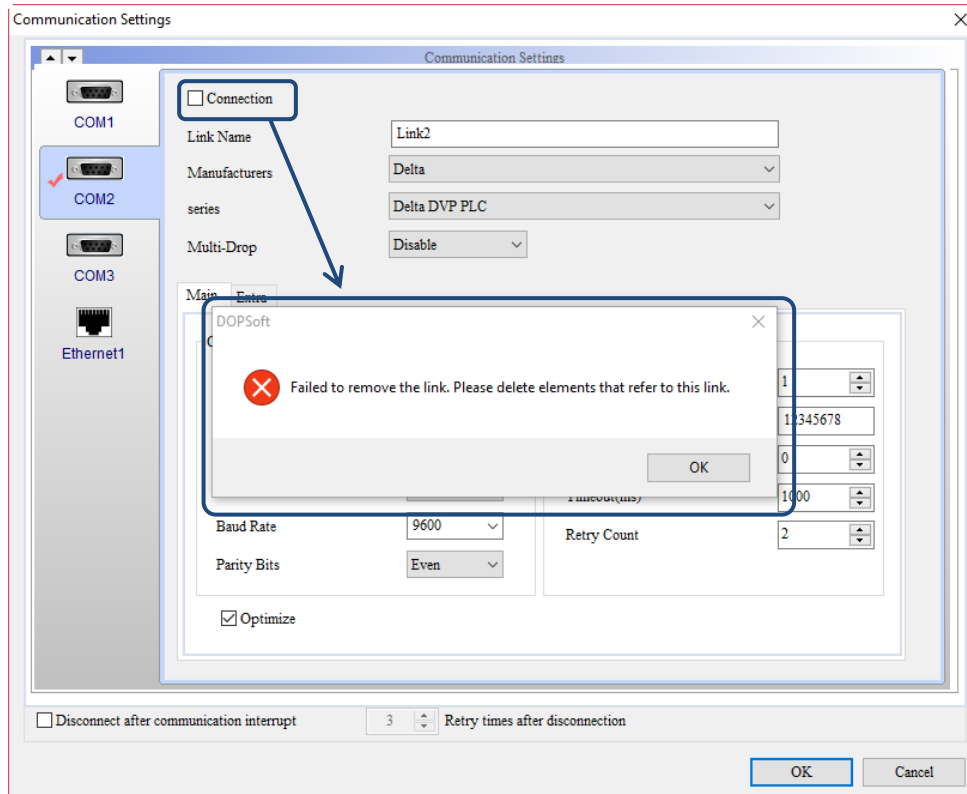 Communication Settings
Communication Settings
COM1
COM2
COM3
Ethernet1
Connection
Link Name
Link2
Manufacturers
Delta
series
Delta DVP PLC
Multi-Drop
Disable
Main
Extra
DOPSoft
Failed to remove the link. Please delete elements that refer to this link.
OK
1
12345678
0
Timeout(ms)
1000
Baud Rate
9600
Retry Count
2
Parity Bits
Even
Optimize
Disconnect after communication interrupt
3
Retry times after disconnection
OK
Cancel